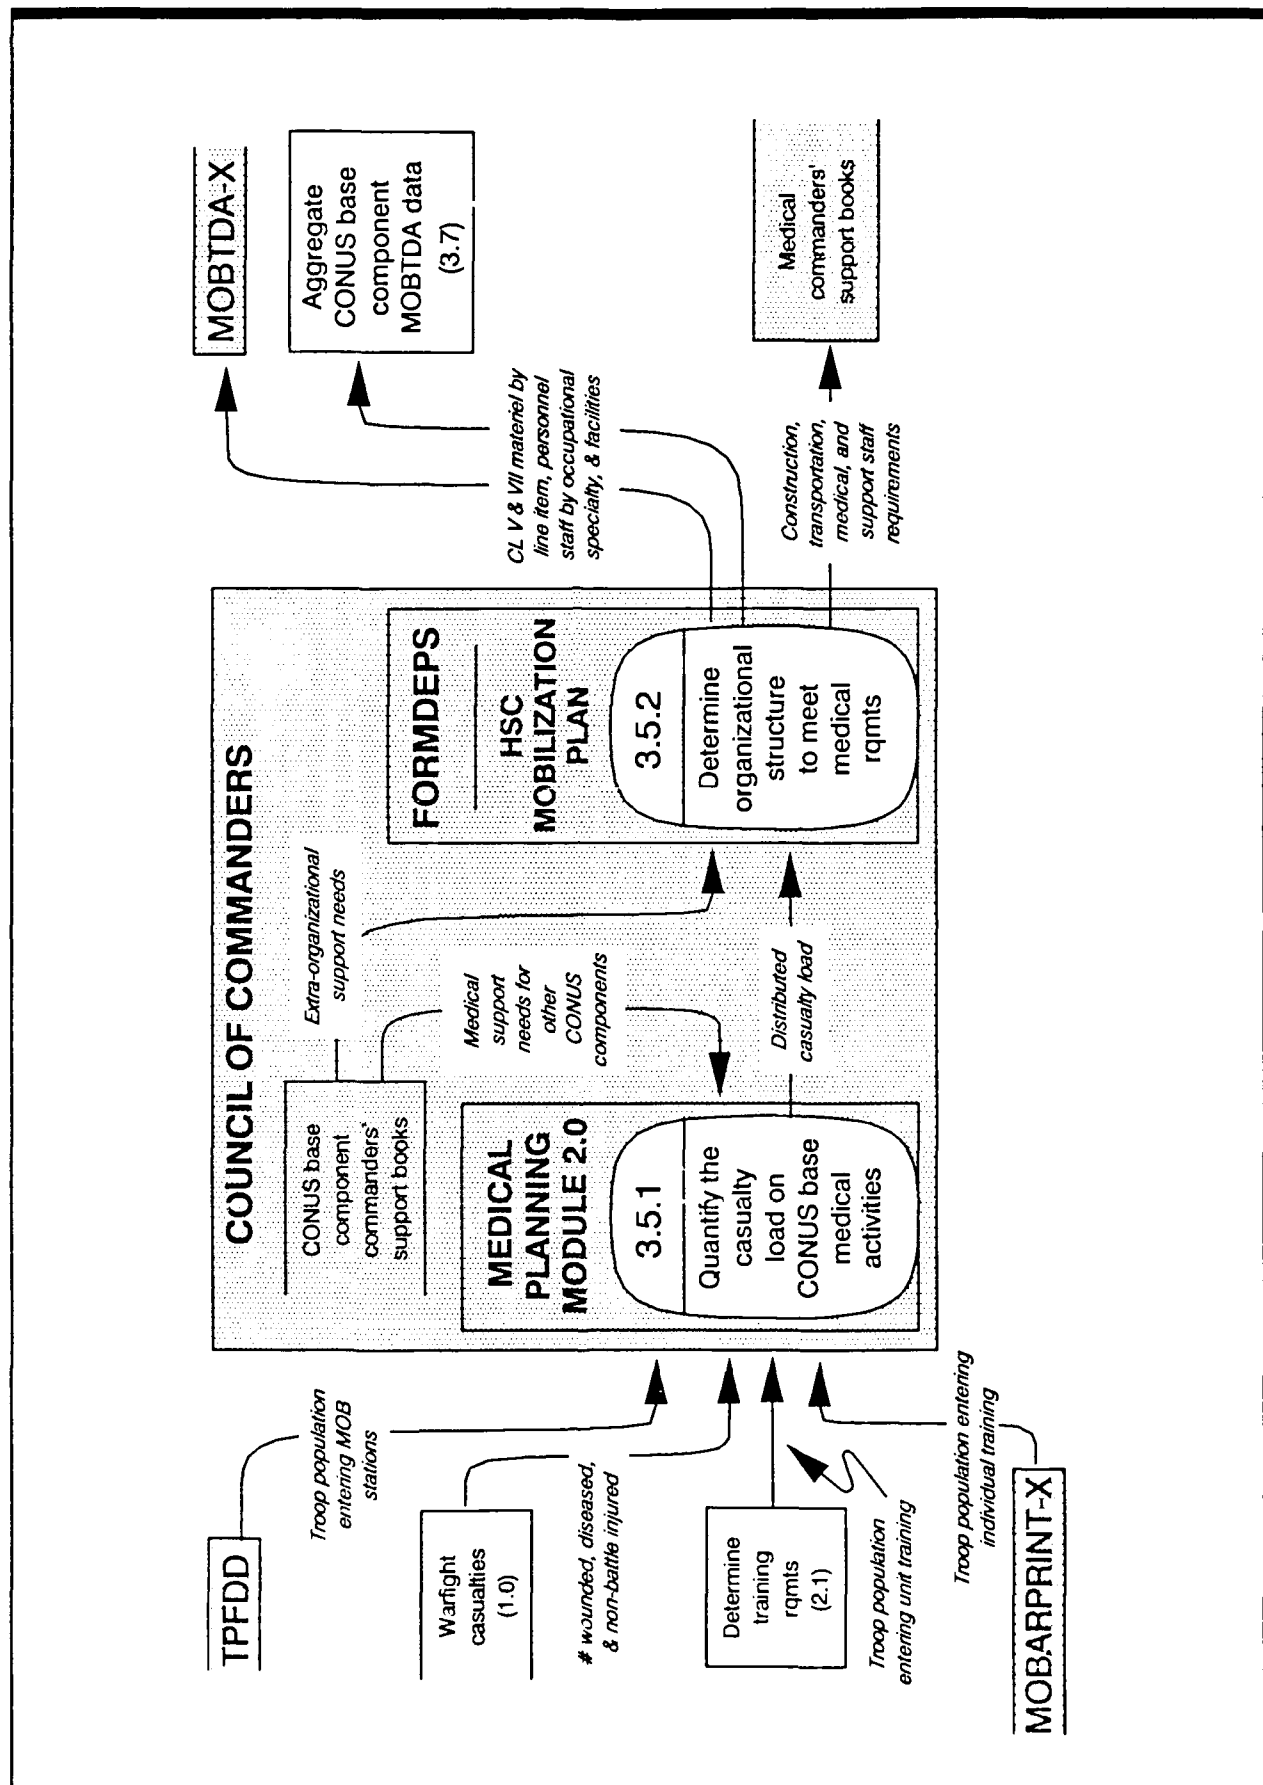 COUNCIL OF COMMANDERS
TPFDD
Troop population
entering MOB
stations
Warfight
casualties
(1.0)
# wounded, diseased,
& non-battle injured
Determine
training
rqmts
(2.1)
Troop population
entering unit training
MOBARPRINT-X
Troop population entering
individual training
CONUS base
component
commanders'
support books
Extra-organizational
support needs
Medical
support
needs for
other
CONUS
components
MEDICAL
PLANNING
MODULE 2.0
3.5.1
Quantify the
casualty
load on
CONUS base
medical
activities
Distributed
casualty load
FORMDEPS
HSC
MOBILIZATION
PLAN
3.5.2
Determine
organizational
structure
to meet
medical
rqmts
CL V & VII materiel by
line item, personnel
staff by occupational
specialty, & facilities
Construction,
transportation,
medical, and
support staff
requirements
MOBTDA-X
Aggregate
CONUS base
component
MOBTDA data
(3.7)
Medical
commanders'
support books